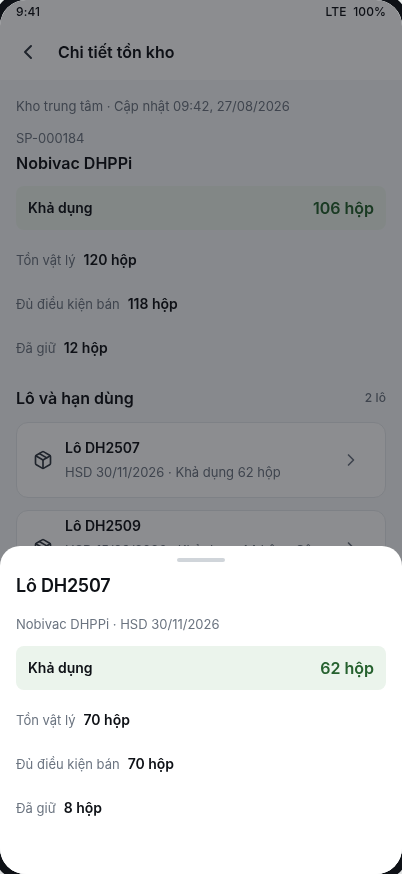 9:41 LTE 100%
Chi tiết tồn kho
Kho trung tâm · Cập nhật 09:42, 27/08/2026
SP-000184
Nobivac DHPPi
Khả dụng 106 hộp
Tồn vật lý 120 hộp
Đủ điều kiện bán 118 hộp
Đã giữ 12 hộp
Lô và hạn dùng 2 lô
Lô DH2507
HSD 30/11/2026 · Khả dụng 62 hộp
Lô DH2509
Lô DH2507
Nobivac DHPPi · HSD 30/11/2026
Khả dụng 62 hộp
Tồn vật lý 70 hộp
Đủ điều kiện bán 70 hộp
Đã giữ 8 hộp